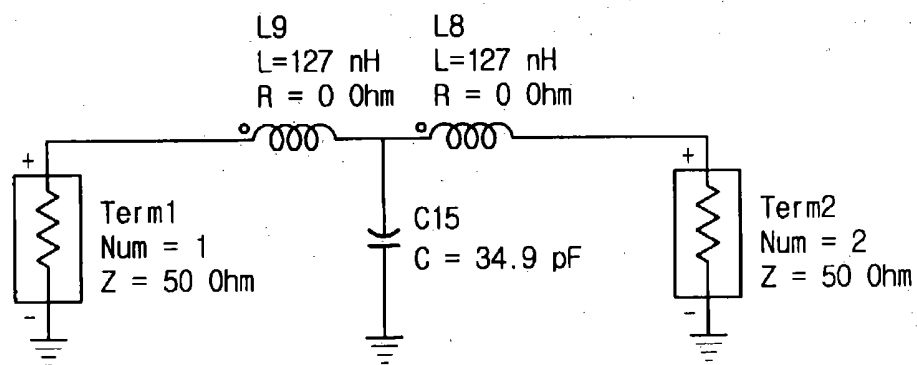 L9
L=127 nH
R = 0 Ohm
L8
L=127 nH
R = 0 Ohm
+
Term1
Num = 1
Z = 50 Ohm
-
C15
C = 34.9 pF
+
Term2
Num = 2
Z = 50 Ohm
-